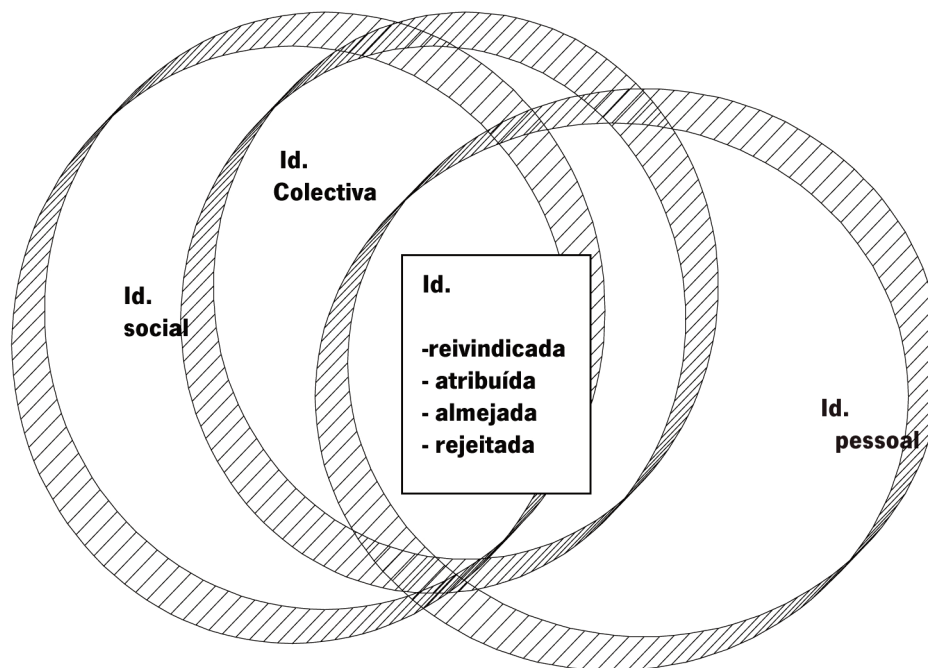 Id.
Colectiva
Id.
social
Id.
-reivindicada
- atribuída
- almejada
- rejeitada
Id.
pessoal